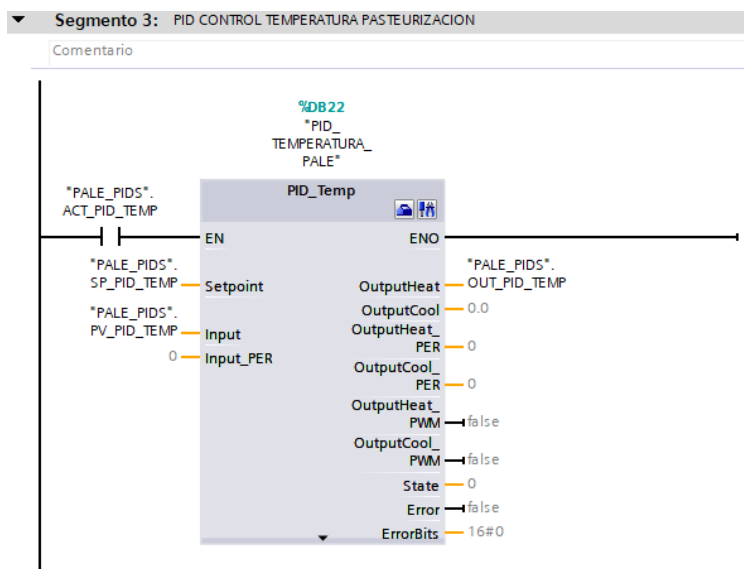 Segmento 3: PID CONTROL TEMPERATURA PASTEURIZACION
Comentario
%DB22
"PID_
TEMPERATURA_
PALE"
"PALE_PIDS".
ACT_PID_TEMP
PID_Temp
EN
ENO
"PALE_PIDS".
SP_PID_TEMP
Setpoint
"PALE_PIDS".
PV_PID_TEMP
Input
0
Input_PER
OutputHeat
"PALE_PIDS".
OUT_PID_TEMP
OutputCool
0.0
OutputHeat_
PER
0
OutputCool_
PER
0
OutputHeat_
PWM
false
OutputCool_
PWM
false
State
0
Error
false
ErrorBits
16#0